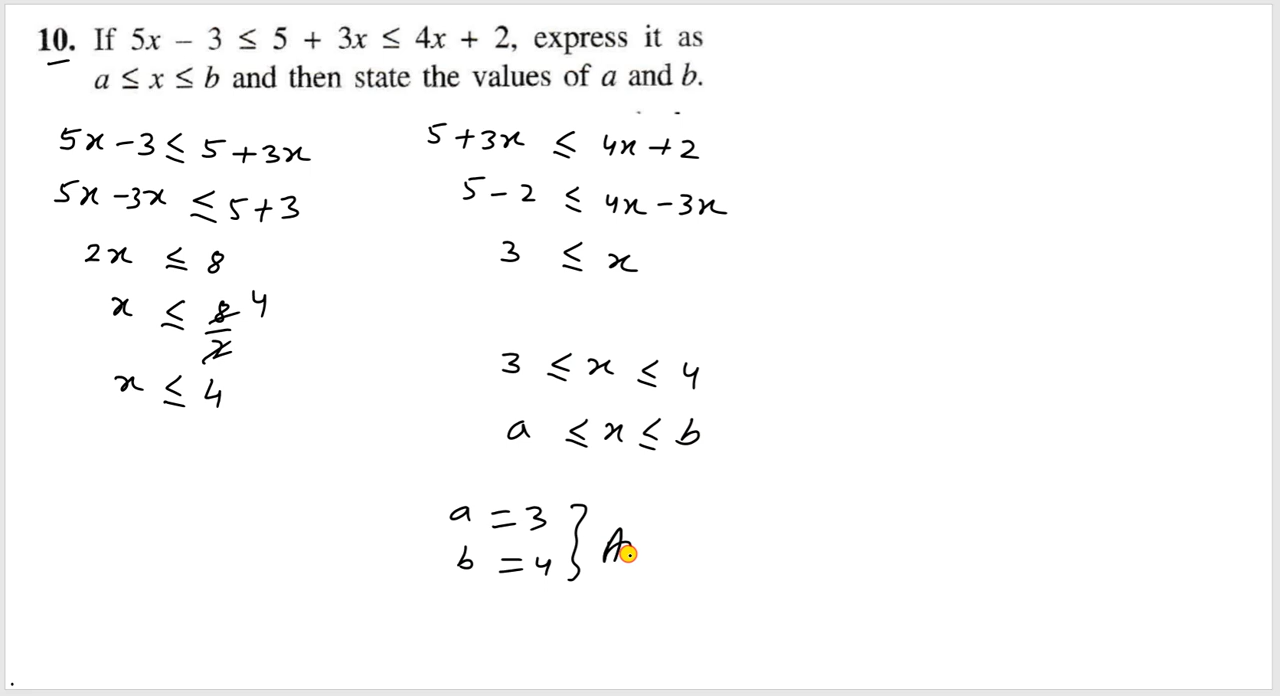 10. If 5x − 3 ≤ 5 + 3x ≤ 4x + 2, express it as
a ≤ x ≤ b and then state the values of a and b.
5x − 3 ≤ 5 + 3x
5x − 3x ≤ 5 + 3
2x ≤ 8
x ≤ 8/2 4
x ≤ 4
5 + 3x ≤ 4x + 2
5 − 2 ≤ 4x − 3x
3 ≤ x
3 ≤ x ≤ 4
a ≤ x ≤ b
a = 3
b = 4 } A